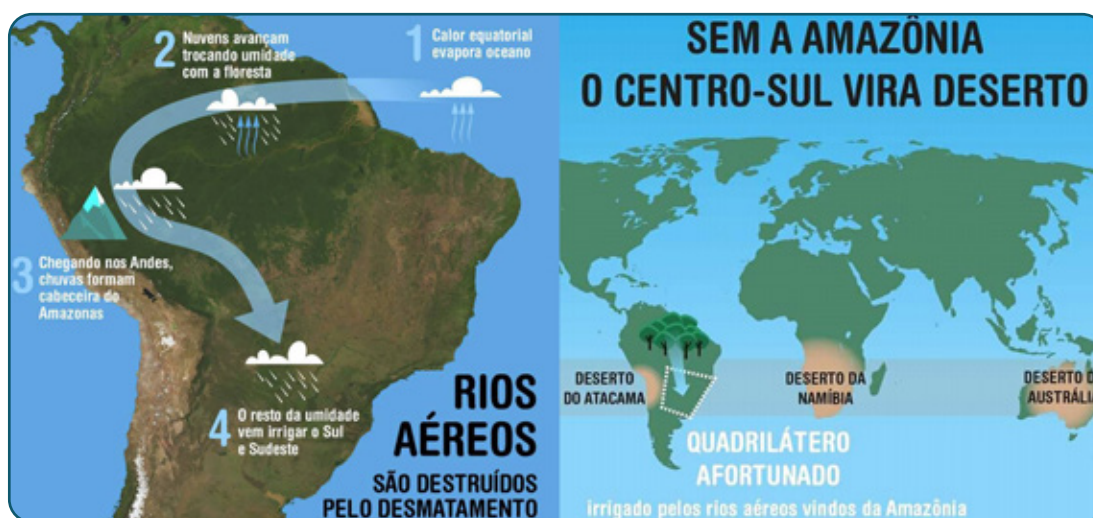 1 Calor equatorial
evapora oceano
2 Nuvens avançam
trocando umidade
com a floresta
3 Chegando nos Andes,
chuvas formam
cabeceira do
Amazonas
4 O resto da umidade
vem irrigar o Sul
e Sudeste
RIOS
AÉREOS
SÃO DESTRUÍDOS
PELO DESMATAMENTO
SEM A AMAZÔNIA
O CENTRO-SUL VIRA DESERTO
DESERTO
DO ATACAMA
DESERTO DA
NAMÍBIA
DESERTO D
AUSTRÁLIA
QUADRILÁTERO
AFORTUNADO
irrigado pelos rios aéreos vindos da Amazônia